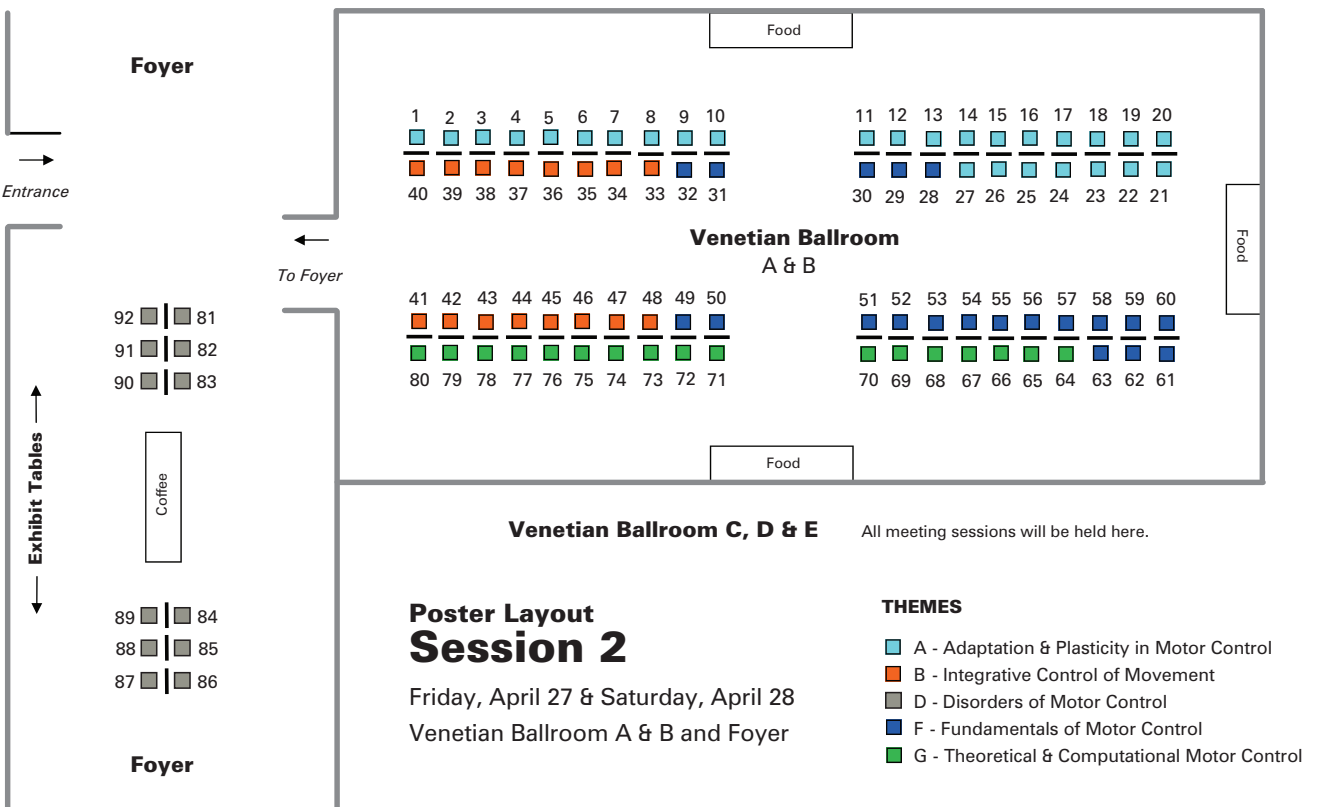 Food
Foyer
1 2 3 4 5 6 7 8 9 10
11 12 13 14 15 16 17 18 19 20
Entrance
40 39 38 37 36 35 34 33 32 31
30 29 28 27 26 25 24 23 22 21
Venetian Ballroom
A & B
Food
To Foyer
41 42 43 44 45 46 47 48 49 50
51 52 53 54 55 56 57 58 59 60
92 81
91 82
90 83
80 79 78 77 76 75 74 73 72 71
70 69 68 67 66 65 64 63 62 61
Food
Exhibit Tables
Coffee
Venetian Ballroom C, D & E
All meeting sessions will be held here.
89 84
88 85
87 86
Foyer
Poster Layout
Session 2
Friday, April 27 & Saturday, April 28
Venetian Ballroom A & B and Foyer
THEMES
A - Adaptation & Plasticity in Motor Control
B - Integrative Control of Movement
D - Disorders of Motor Control
F - Fundamentals of Motor Control
G - Theoretical & Computational Motor Control